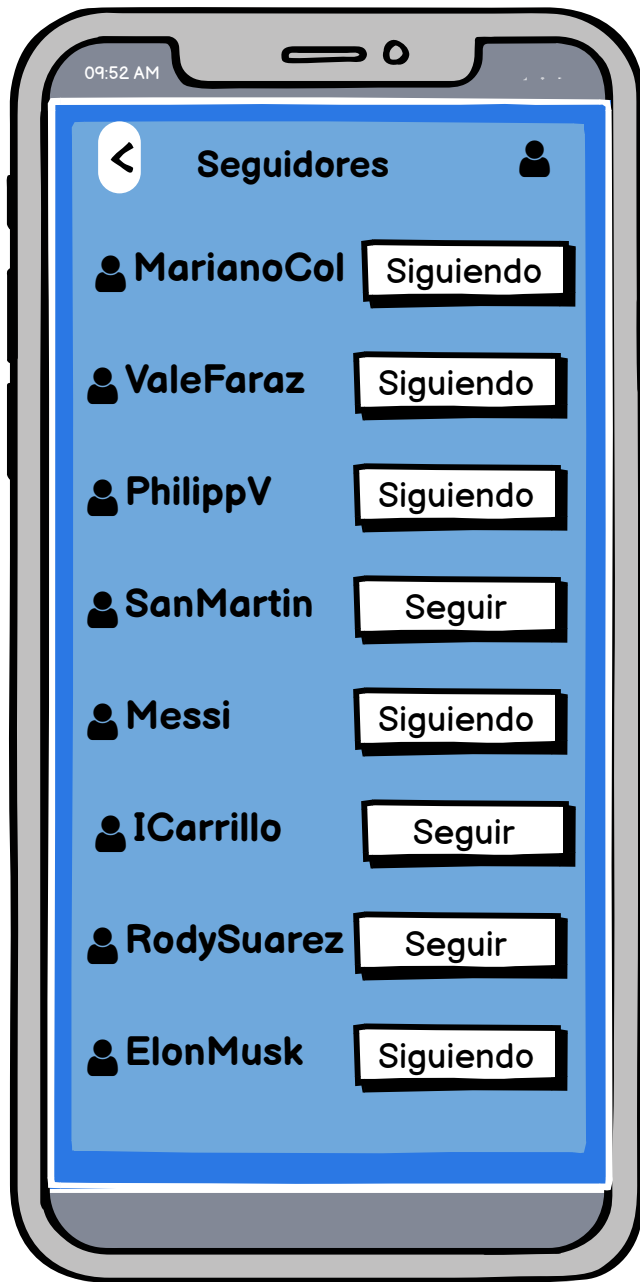 09:52 AM
Seguidores
MarianoCol Siguiendo
ValeFaraz Siguiendo
PhilippV Siguiendo
SanMartin Seguir
Messi Siguiendo
ICarrillo Seguir
RodySuarez Seguir
ElonMusk Siguiendo